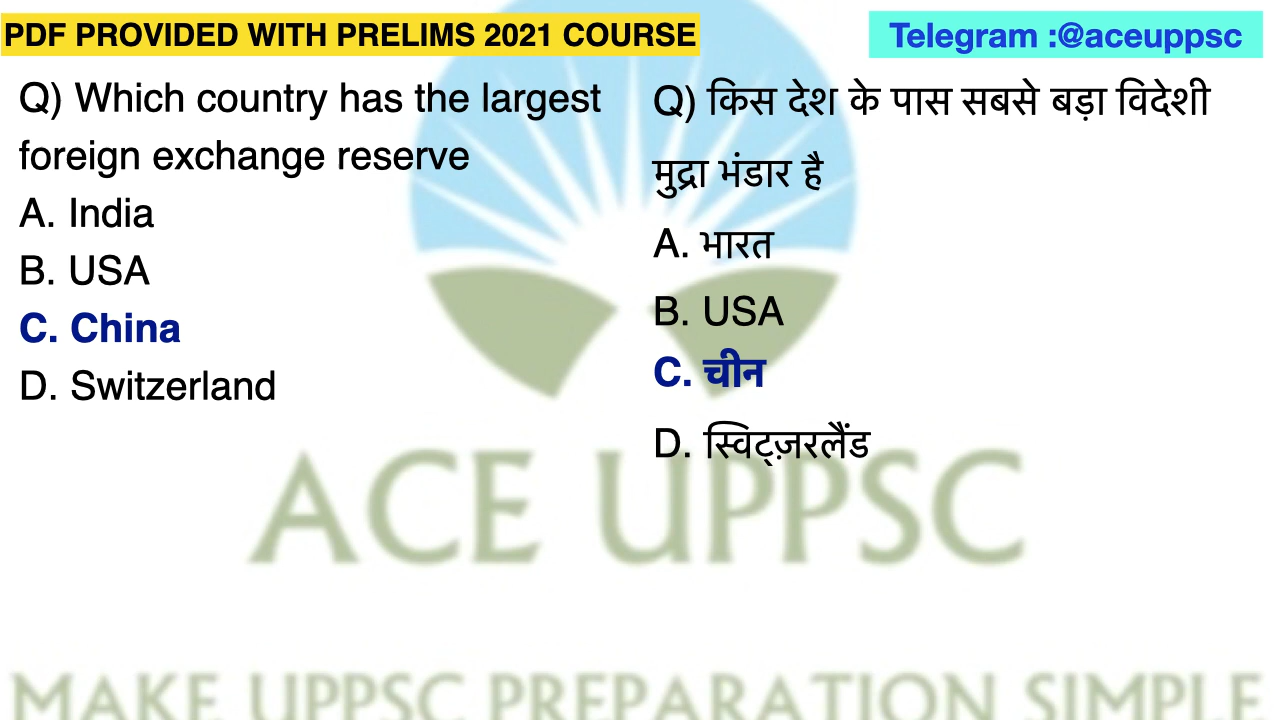 PDF PROVIDED WITH PRELIMS 2021 COURSE
Telegram :@aceuppsc
Q) Which country has the largest
foreign exchange reserve
A. India
B. USA
C. China
D. Switzerland
Q) किस देश के पास सबसे बड़ा विदेशी
मुद्रा भंडार है
A. भारत
B. USA
C. चीन
D. स्विट्ज़रलैंड
ACE UPPSC
MAKE UPPSC PREPARATION SIMPLE